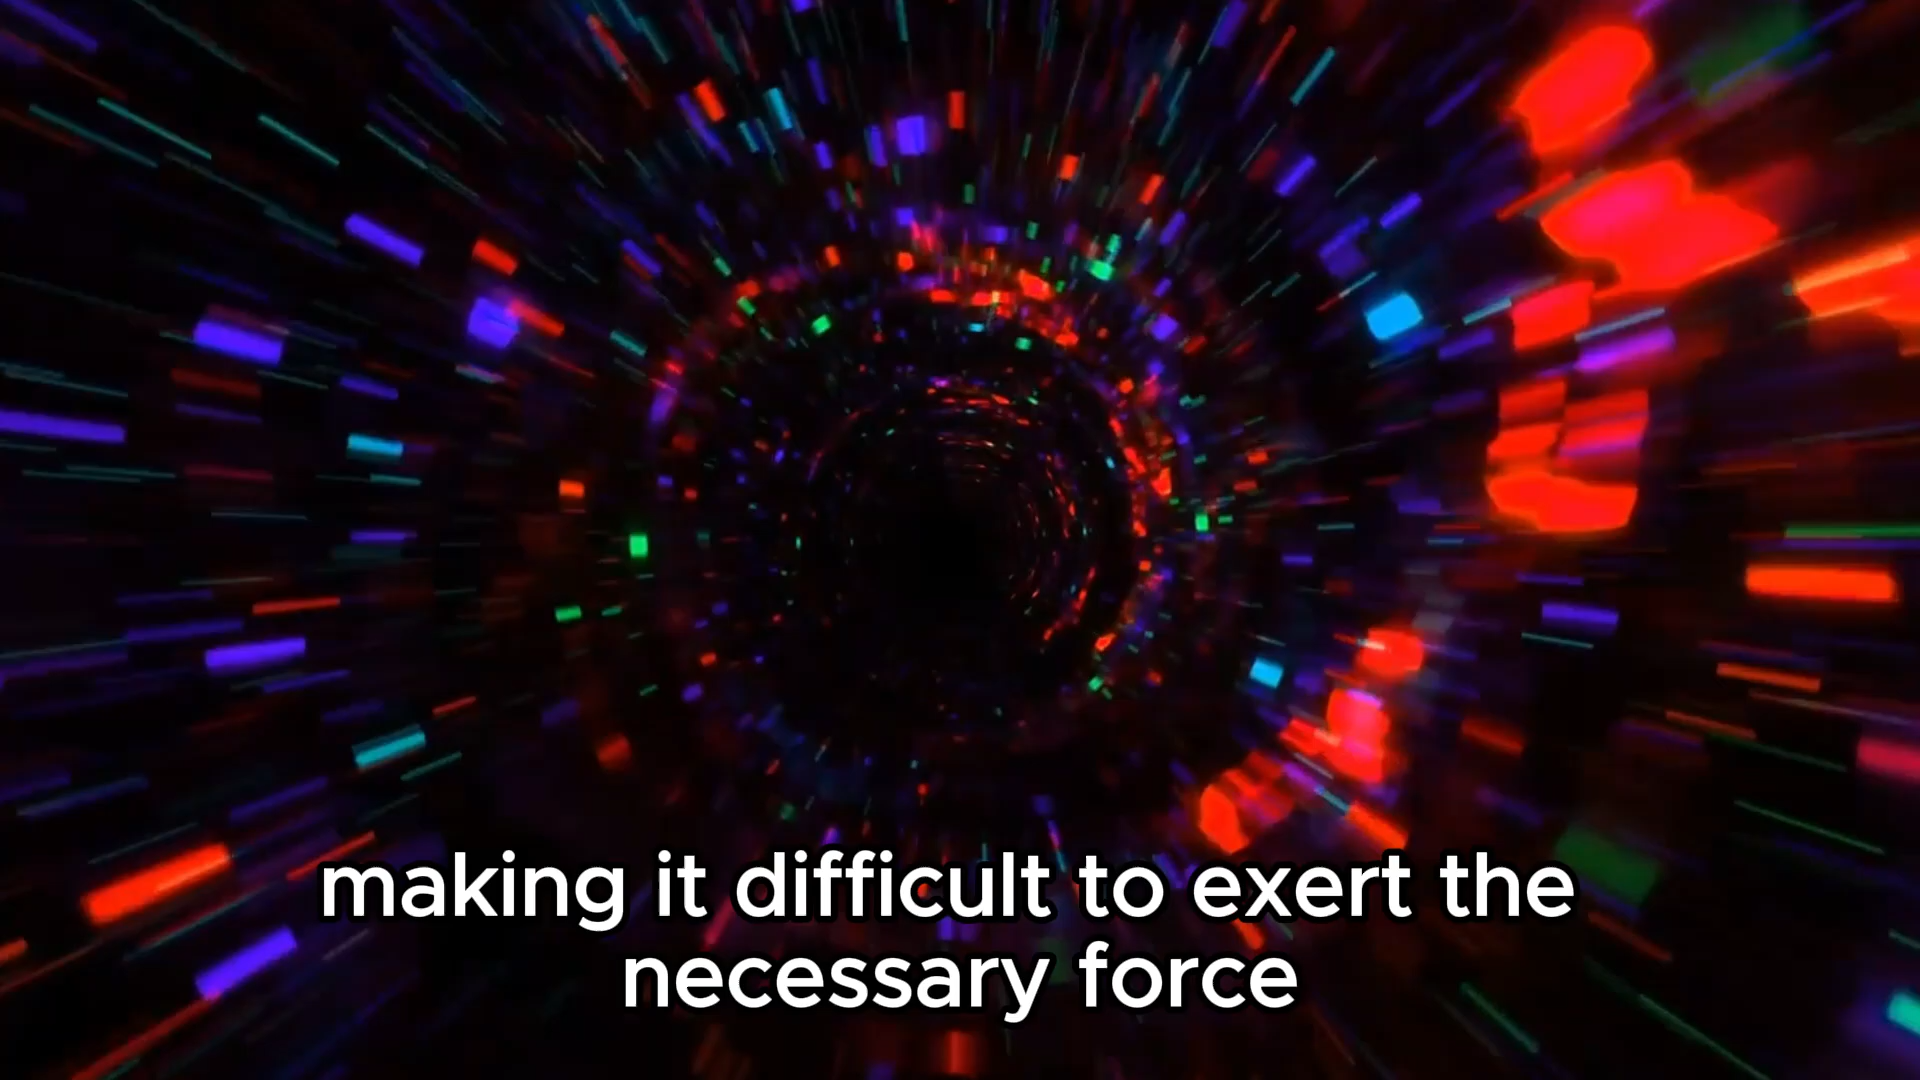 making it difficult to exert the
necessary force